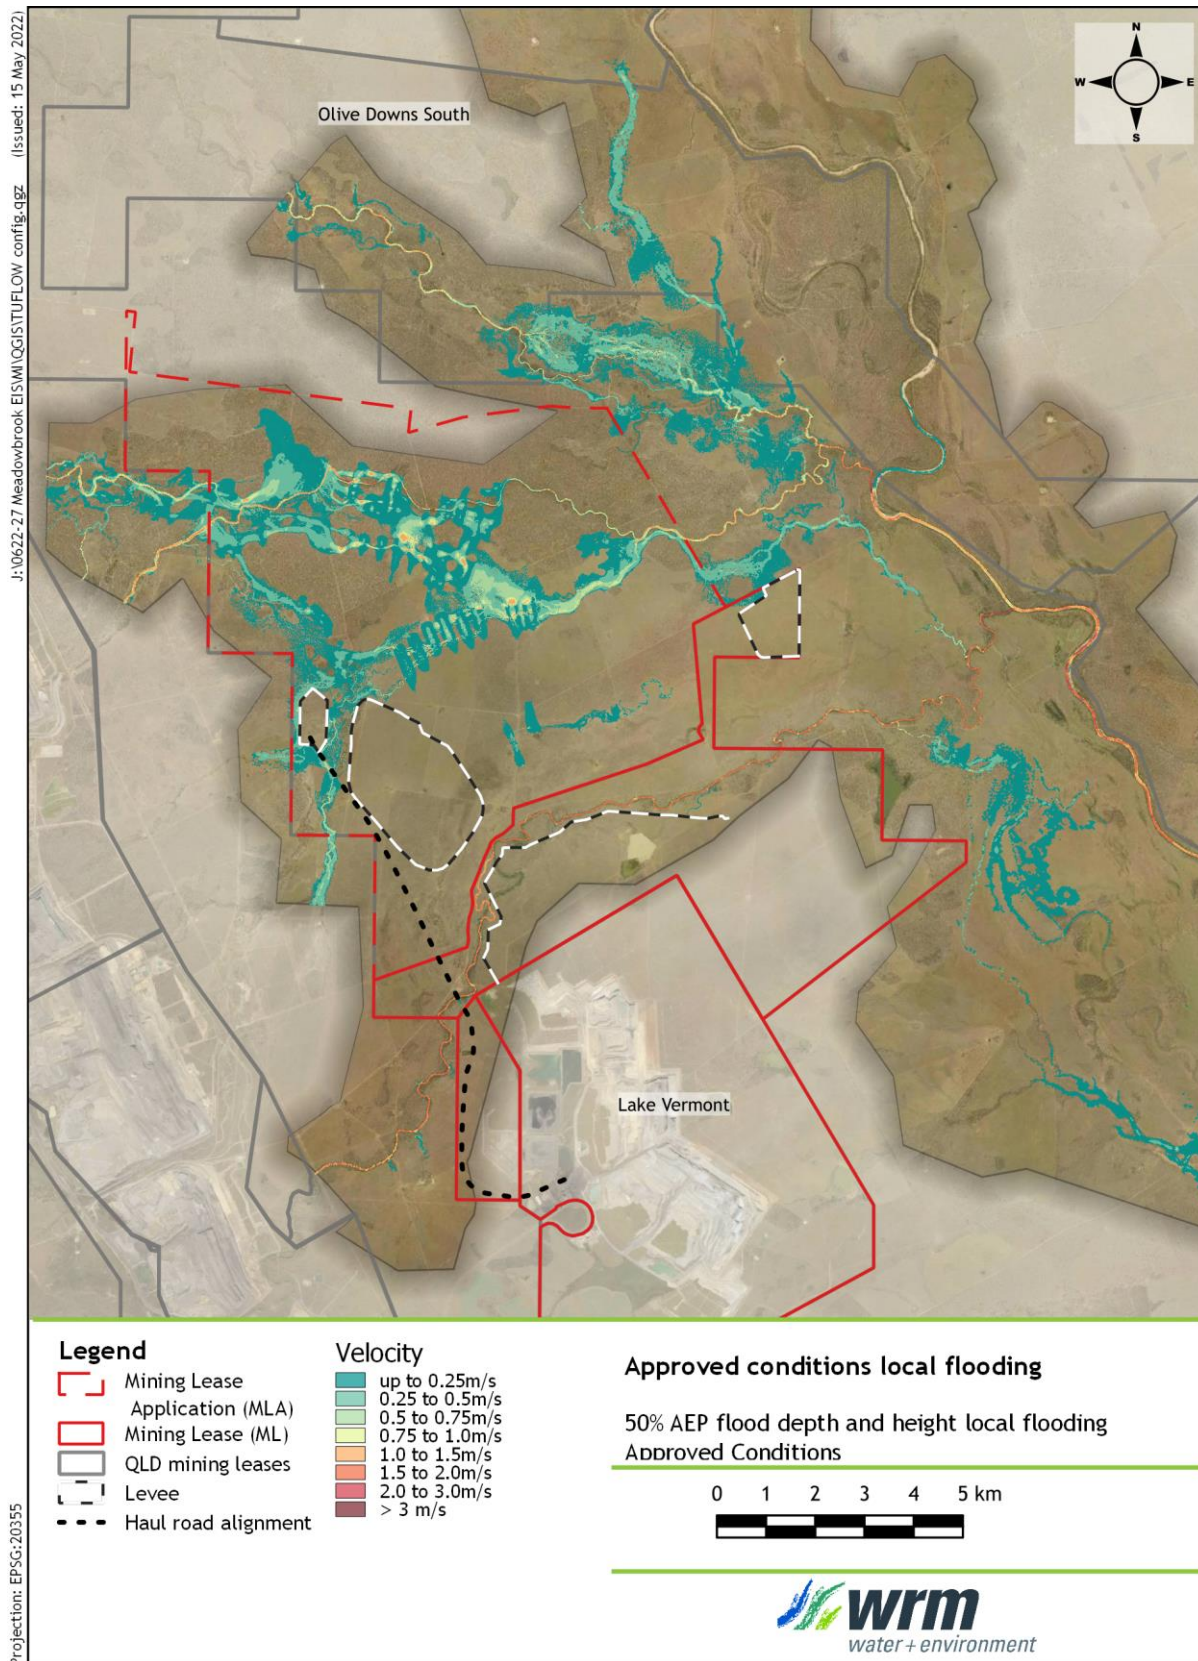 J:\0622-27 Meadowbrook EIS\MI\QGIS\TUFLOW config.qgz (Issued: 15 May 2022)
Projection: EPSG:20355
N
W E
S
Olive Downs South
Lake Vermont
Legend
Mining Lease
Application (MLA)
Mining Lease (ML)
QLD mining leases
Levee
Haul road alignment
Velocity
up to 0.25m/s
0.25 to 0.5m/s
0.5 to 0.75m/s
0.75 to 1.0m/s
1.0 to 1.5m/s
1.5 to 2.0m/s
2.0 to 3.0m/s
> 3 m/s
Approved conditions local flooding
50% AEP flood depth and height local flooding
Approved Conditions
0 1 2 3 4 5 km
wrm
water + environment